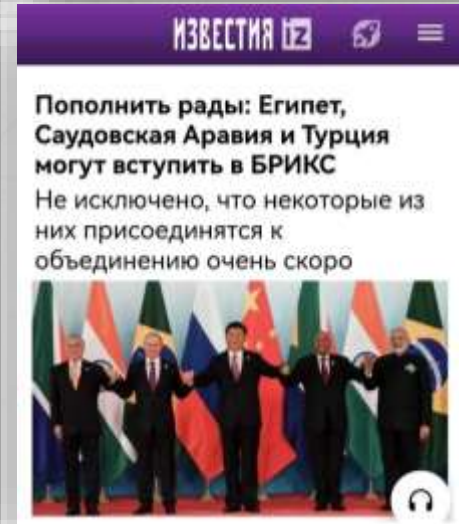 ИЗВЕСТИЯ iz
Пополнить рады: Египет,
Саудовская Аравия и Турция
могут вступить в БРИКС
Не исключено, что некоторые из
них присоединятся к
объединению очень скоро